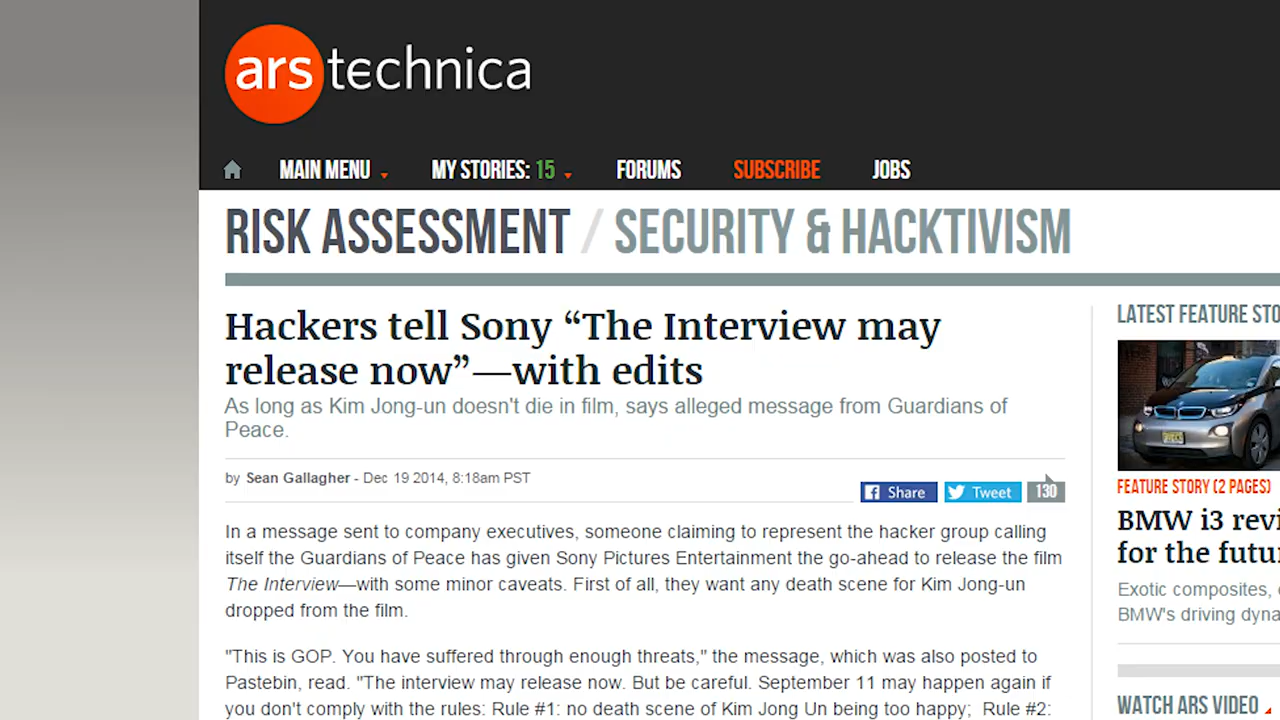 ars technica
MAIN MENU MY STORIES: 15 FORUMS SUBSCRIBE JOBS
RISK ASSESSMENT / SECURITY & HACKTIVISM
Hackers tell Sony “The Interview may
release now”—with edits
As long as Kim Jong-un doesn't die in film, says alleged message from Guardians of
Peace.
by Sean Gallagher - Dec 19 2014, 8:18am PST
Share Tweet 130
In a message sent to company executives, someone claiming to represent the hacker group calling
itself the Guardians of Peace has given Sony Pictures Entertainment the go-ahead to release the film
The Interview—with some minor caveats. First of all, they want any death scene for Kim Jong-un
dropped from the film.
"This is GOP. You have suffered through enough threats," the message, which was also posted to
Pastebin, read. "The interview may release now. But be careful. September 11 may happen again if
you don't comply with the rules: Rule #1: no death scene of Kim Jong Un being too happy; Rule #2:
LATEST FEATURE STO
FEATURE STORY (2 PAGES)
BMW i3 revi
for the futu
Exotic composites,
BMW's driving dyna
WATCH ARS VIDEO